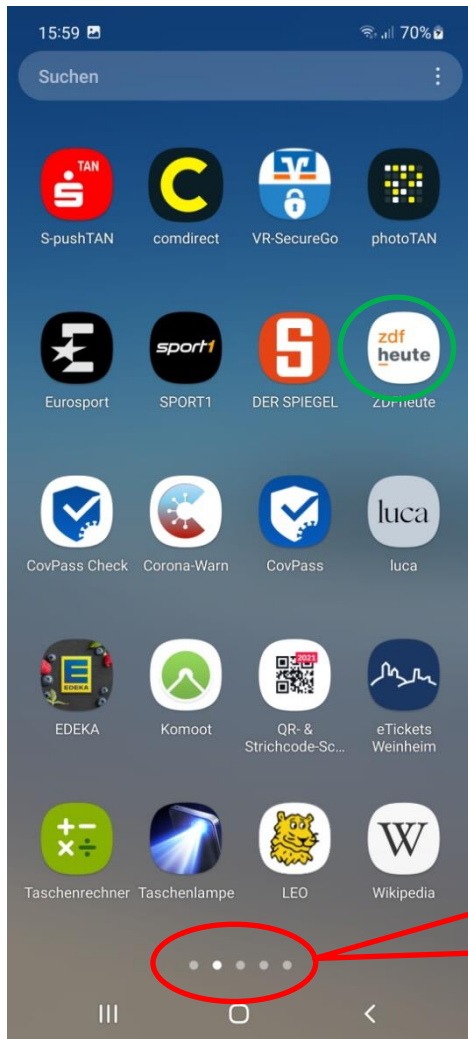 15:59 70%
Suchen
TAN
S-pushTAN comdirect VR-SecureGo photoTAN
sport1
zdf
heute
Eurosport SPORT1 DER SPIEGEL ZDFheute
luca
CovPass Check Corona-Warn CovPass luca
2021
E
EDEKA
EDEKA Komoot QR- & eTickets
Strichcode-Sc... Weinheim
W
Taschenrechner Taschenlampe LEO Wikipedia